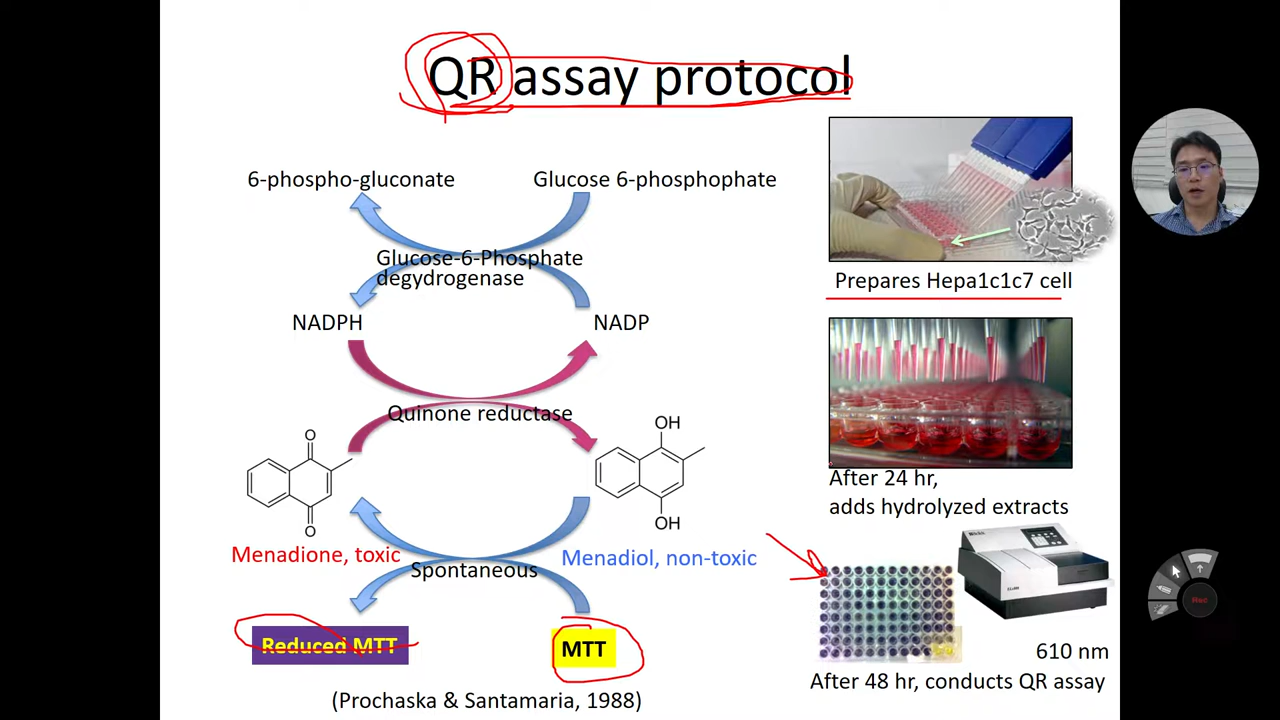 QR assay protocol
6-phospho-gluconate
Glucose 6-phosphophate
Glucose-6-Phosphate
degydrogenase
NADPH
NADP
Quinone reductase
O
O
OH
OH
Menadione, toxic
Menadiol, non-toxic
Spontaneous
Reduced MTT
MTT
(Prochaska & Santamaria, 1988)
Prepares Hepa1c1c7 cell
After 24 hr,
adds hydrolyzed extracts
610 nm
After 48 hr, conducts QR assay
Rec